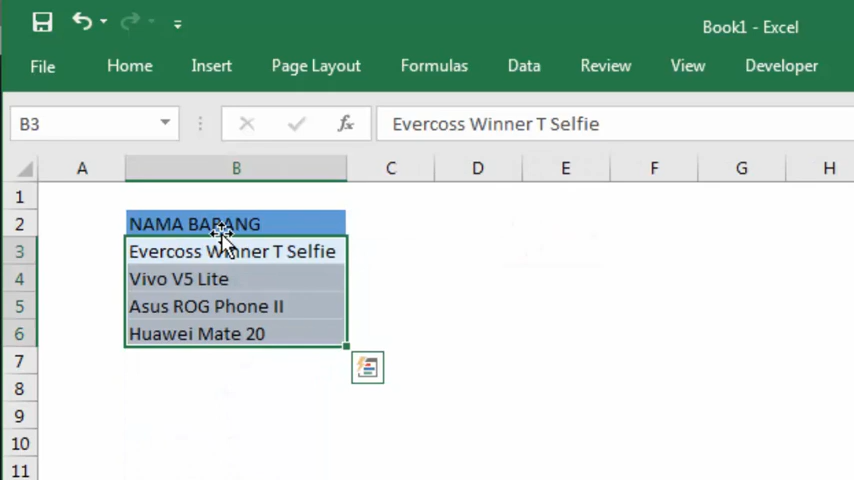 Book1 - Excel
File Home Insert Page Layout Formulas Data Review View Developer
B3 fx Evercoss Winner T Selfie
A B C D E F G H
1
2 NAMA BARANG
3 Evercoss Winner T Selfie
4 Vivo V5 Lite
5 Asus ROG Phone II
6 Huawei Mate 20
7
8
9
10
11